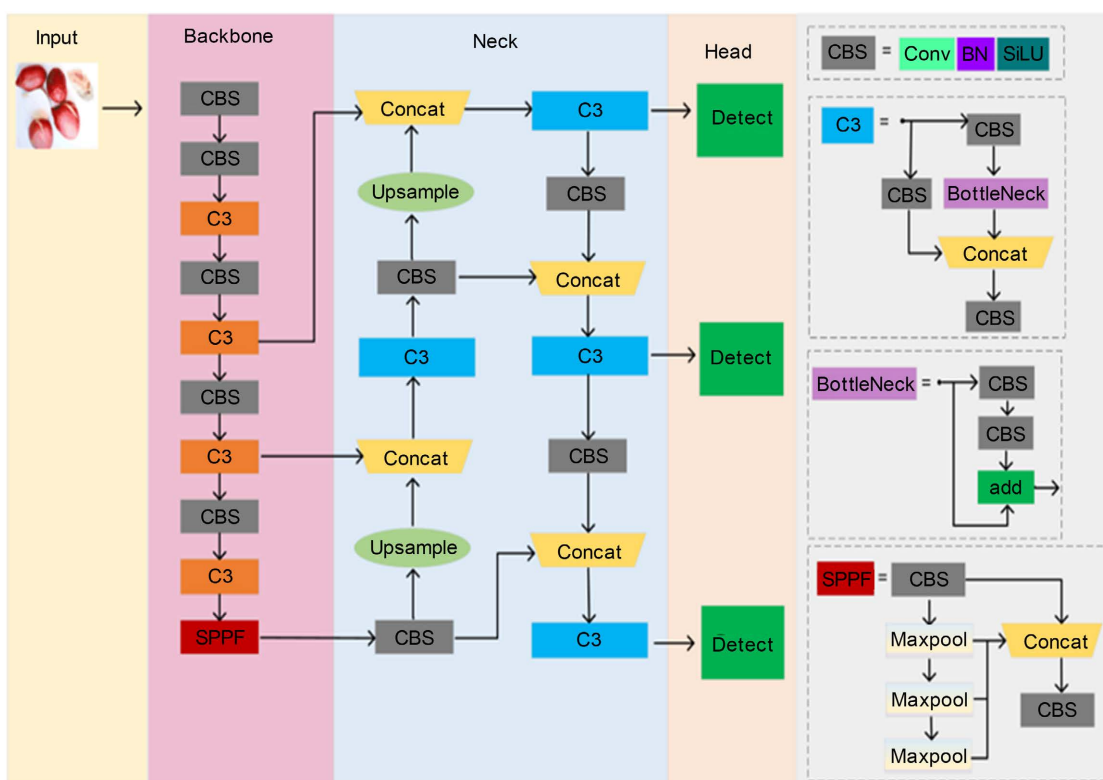 Input
Backbone
Neck
Head
CBS
CBS
C3
CBS
C3
CBS
C3
CBS
C3
SPPF
Concat
Upsample
CBS
C3
Concat
Upsample
CBS
C3
CBS
Concat
C3
CBS
Concat
C3
Detect
Detect
Detect
CBS = Conv BN SiLU
C3 = CBS
CBS BottleNeck
Concat
CBS
BottleNeck = CBS
CBS
add
SPPF = CBS
Maxpool Concat
Maxpool CBS
Maxpool